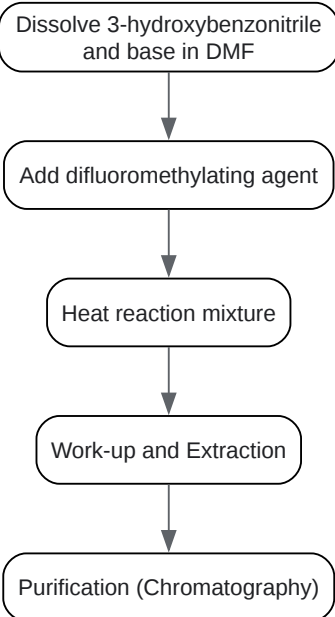 Dissolve 3-hydroxybenzonitrile
and base in DMF
Add difluoromethylating agent
Heat reaction mixture
Work-up and Extraction
Purification (Chromatography)